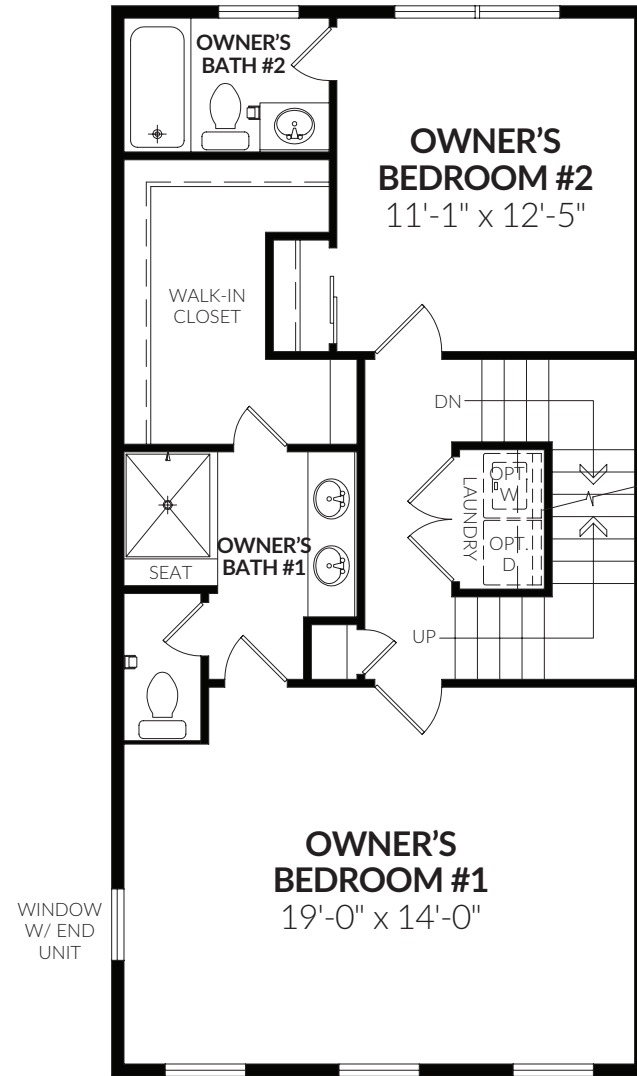 OWNER'S
BATH #2
OWNER'S
BEDROOM #2
11'-1" x 12'-5"
WALK-IN
CLOSET
DN
OPT.
W
LAUNDRY
OPT.
D
OWNER'S
BATH #1
SEAT
UP
OWNER'S
BEDROOM #1
19'-0" x 14'-0"
WINDOW
W/ END
UNIT